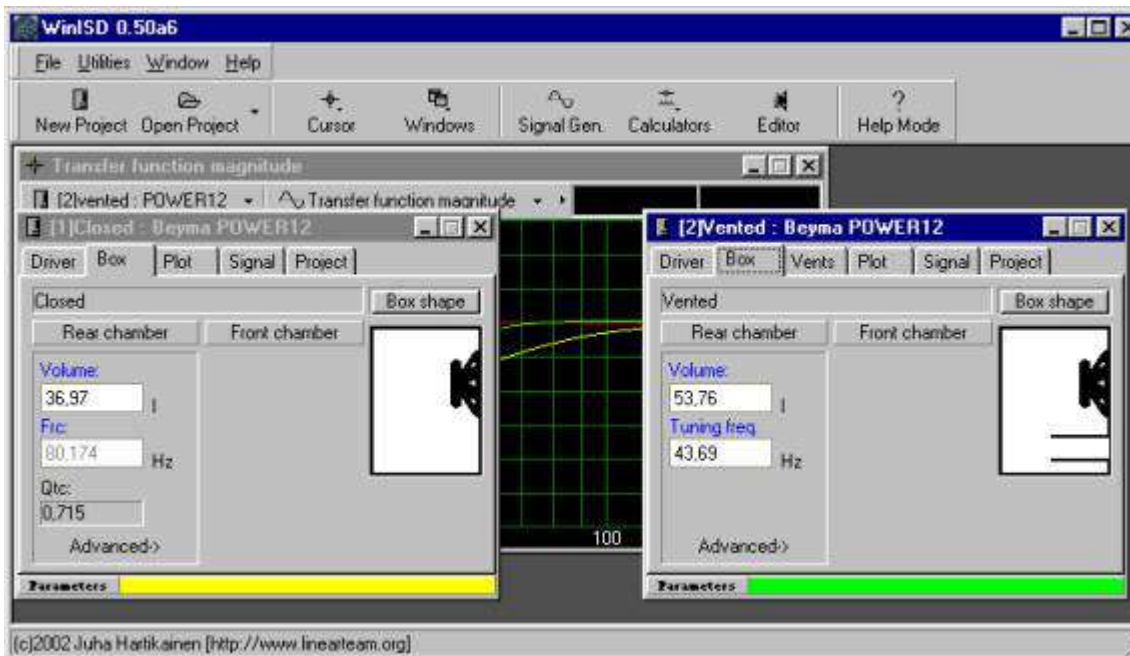 WinISD 0.50a6
File Utilities Window Help
New Project Open Project Cursor Windows Signal Gen. Calculators Editor Help Mode
Transfer function magnitude
[2]vented : POWER12 Transfer function magnitude
[1]Closed : Beyma POWER12
Driver Box Plot Signal Project
Closed Box shape
Rear chamber Front chamber
Volume:
36,97 l
Frc:
80,174 Hz
Qtc:
0,715
Advanced->
Parameters
100
[2]Vented : Beyma POWER12
Driver Box Vents Plot Signal Project
Vented Box shape
Rear chamber Front chamber
Volume:
53,76 l
Tuning freq.
43,69 Hz
Advanced->
Parameters
(c)2002 Juha Hartikainen [http://www.linearteam.org]